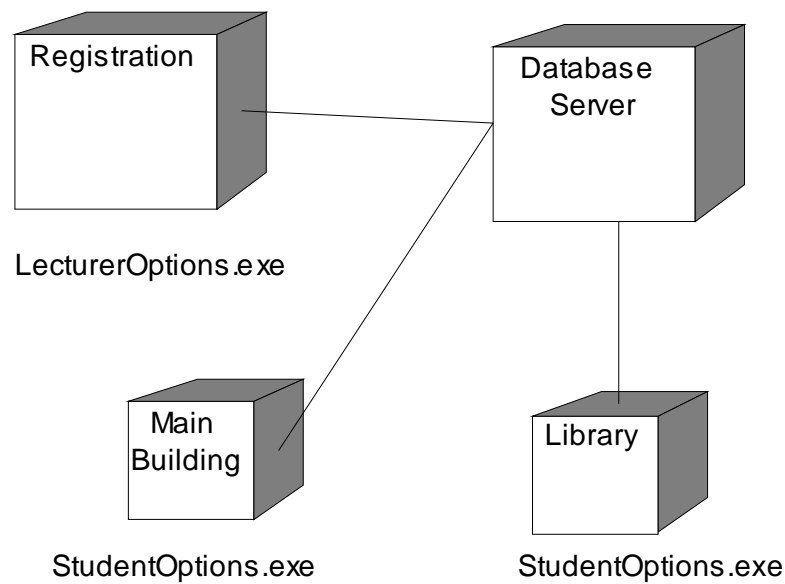 Registration
Database
Server
LecturerOptions.exe
Main
Building
Library
StudentOptions.exe
StudentOptions.exe